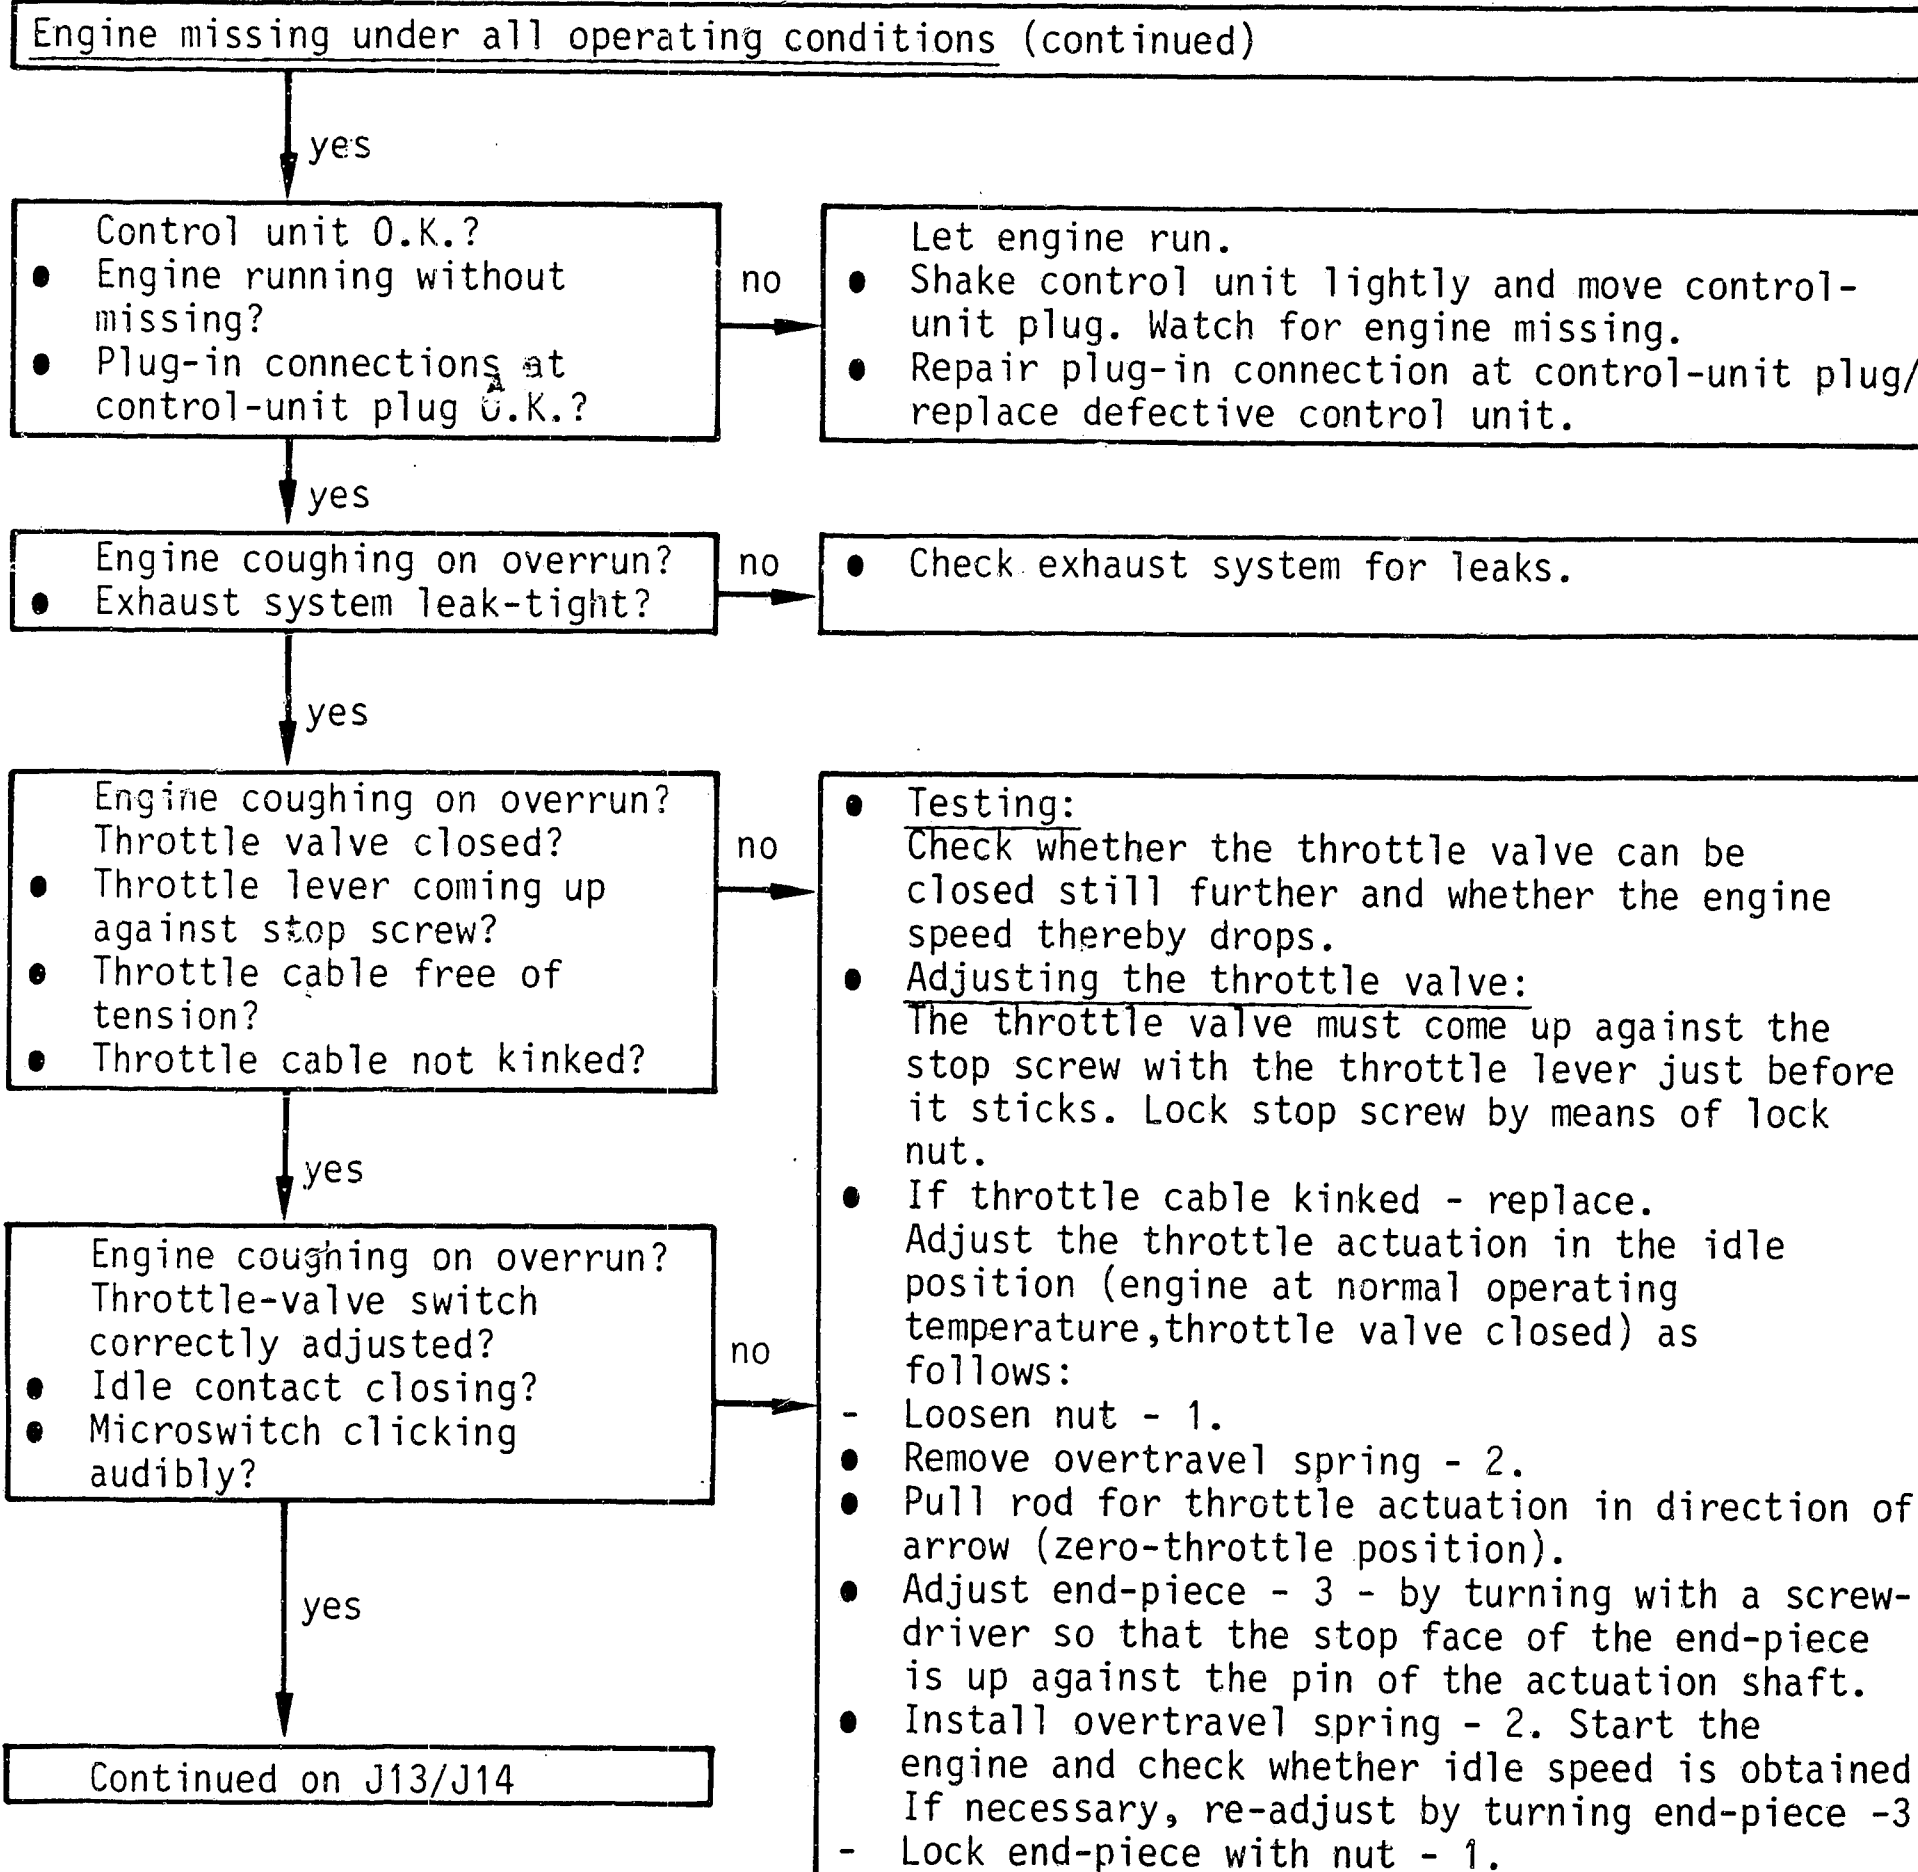 Engine missing under all operating conditions (continued)
yes
Control unit O.K.?
● Engine running without
missing?
● Plug-in connections at
control-unit plug O.K.?
no
Let engine run.
● Shake control unit lightly and move control-
unit plug. Watch for engine missing.
● Repair plug-in connection at control-unit plug/
replace defective control unit.
yes
Engine coughing on overrun?
● Exhaust system leak-tight?
no
● Check exhaust system for leaks.
yes
Engine coughing on overrun?
Throttle valve closed?
● Throttle lever coming up
against stop screw?
● Throttle cable free of
tension?
● Throttle cable not kinked?
no
yes
Engine coughing on overrun?
Throttle-valve switch
correctly adjusted?
● Idle contact closing?
● Microswitch clicking
audibly?
no
● Testing:
Check whether the throttle valve can be
closed still further and whether the engine
speed thereby drops.
● Adjusting the throttle valve:
The throttle valve must come up against the
stop screw with the throttle lever just before
it sticks. Lock stop screw by means of lock
nut.
● If throttle cable kinked - replace.
Adjust the throttle actuation in the idle
position (engine at normal operating
temperature,throttle valve closed) as
follows:
- Loosen nut - 1.
● Remove overtravel spring - 2.
● Pull rod for throttle actuation in direction of
arrow (zero-throttle position).
● Adjust end-piece - 3 - by turning with a screw-
driver so that the stop face of the end-piece
is up against the pin of the actuation shaft.
● Install overtravel spring - 2. Start the
engine and check whether idle speed is obtained
If necessary, re-adjust by turning end-piece -3
- Lock end-piece with nut - 1.
yes
Continued on J13/J14